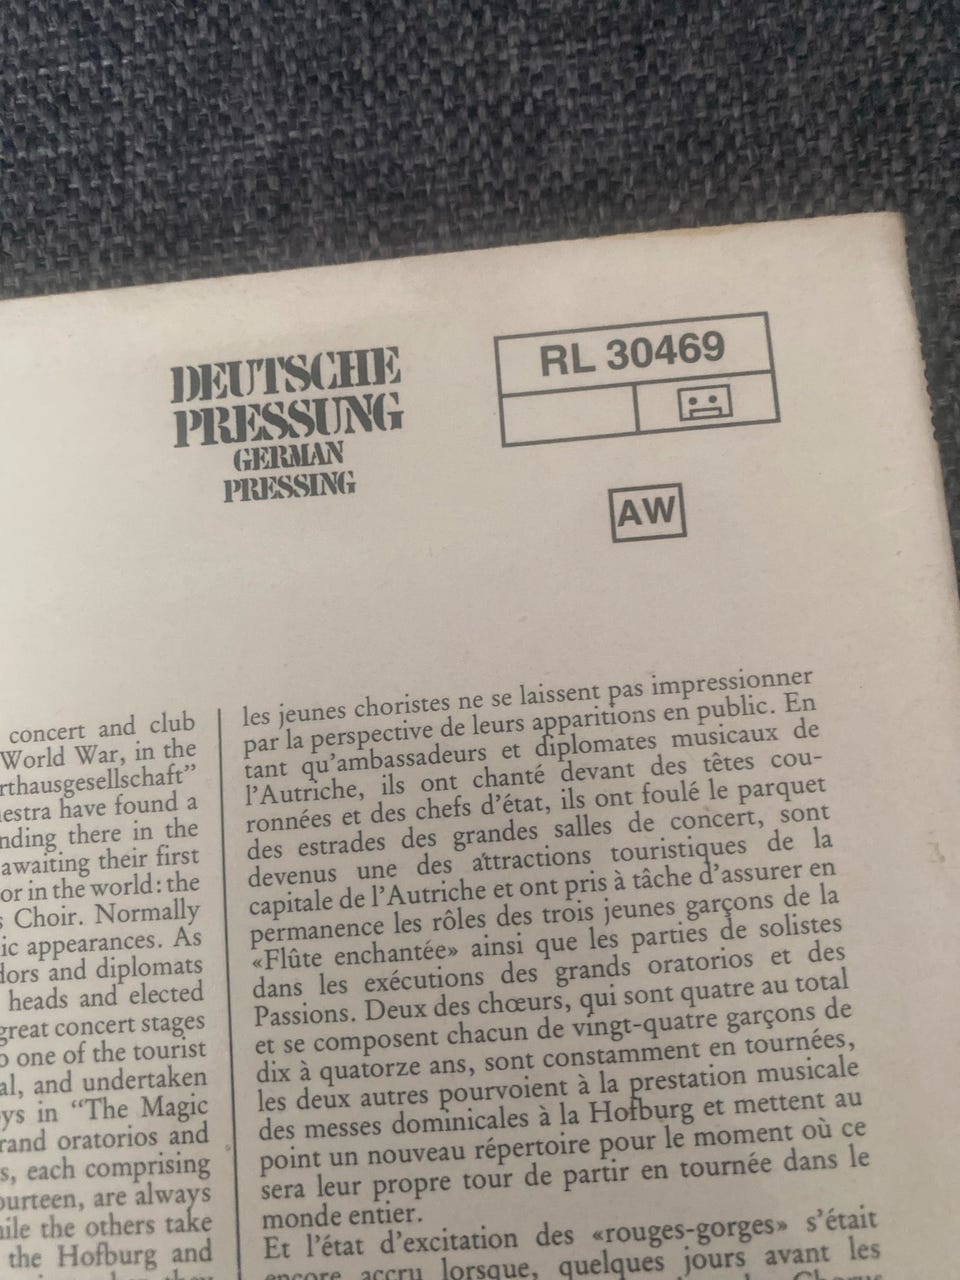 DEUTSCHE
PRESSUNG
GERMAN
PRESSING
RL 30469
AW
concert and club
World War, in the
rthausgesellschaft”
estra have found a
nding there in the
awaiting their first
or in the world: the
s Choir. Normally
ic appearances. As
dors and diplomats
heads and elected
great concert stages
o one of the tourist
al, and undertaken
ys in “The Magic
rand oratorios and
s, each comprising
ourteen, are always
hile the others take
the Hofburg and
les jeunes choristes ne se laissent pas impressionner
par la perspective de leurs apparitions en public. En
tant qu’ambassadeurs et diplomates musicaux de
l’Autriche, ils ont chanté devant des têtes cou-
ronnées et des chefs d’état, ils ont foulé le parquet
des estrades des grandes salles de concert, sont
devenus une des attractions touristiques de la
capitale de l’Autriche et ont pris à tâche d’assurer en
permanence les rôles des trois jeunes garçons de la
«Flûte enchantée» ainsi que les parties de solistes
dans les exécutions des grands oratorios et des
Passions. Deux des chœurs, qui sont quatre au total
et se composent chacun de vingt-quatre garçons de
dix à quatorze ans, sont constamment en tournées,
les deux autres pourvoient à la prestation musicale
des messes dominicales à la Hofburg et mettent au
point un nouveau répertoire pour le moment où ce
sera leur propre tour de partir en tournée dans le
monde entier.
Et l’état d’excitation des «rouges-gorges» s’était
encore accru lorsque, quelques jours avant les